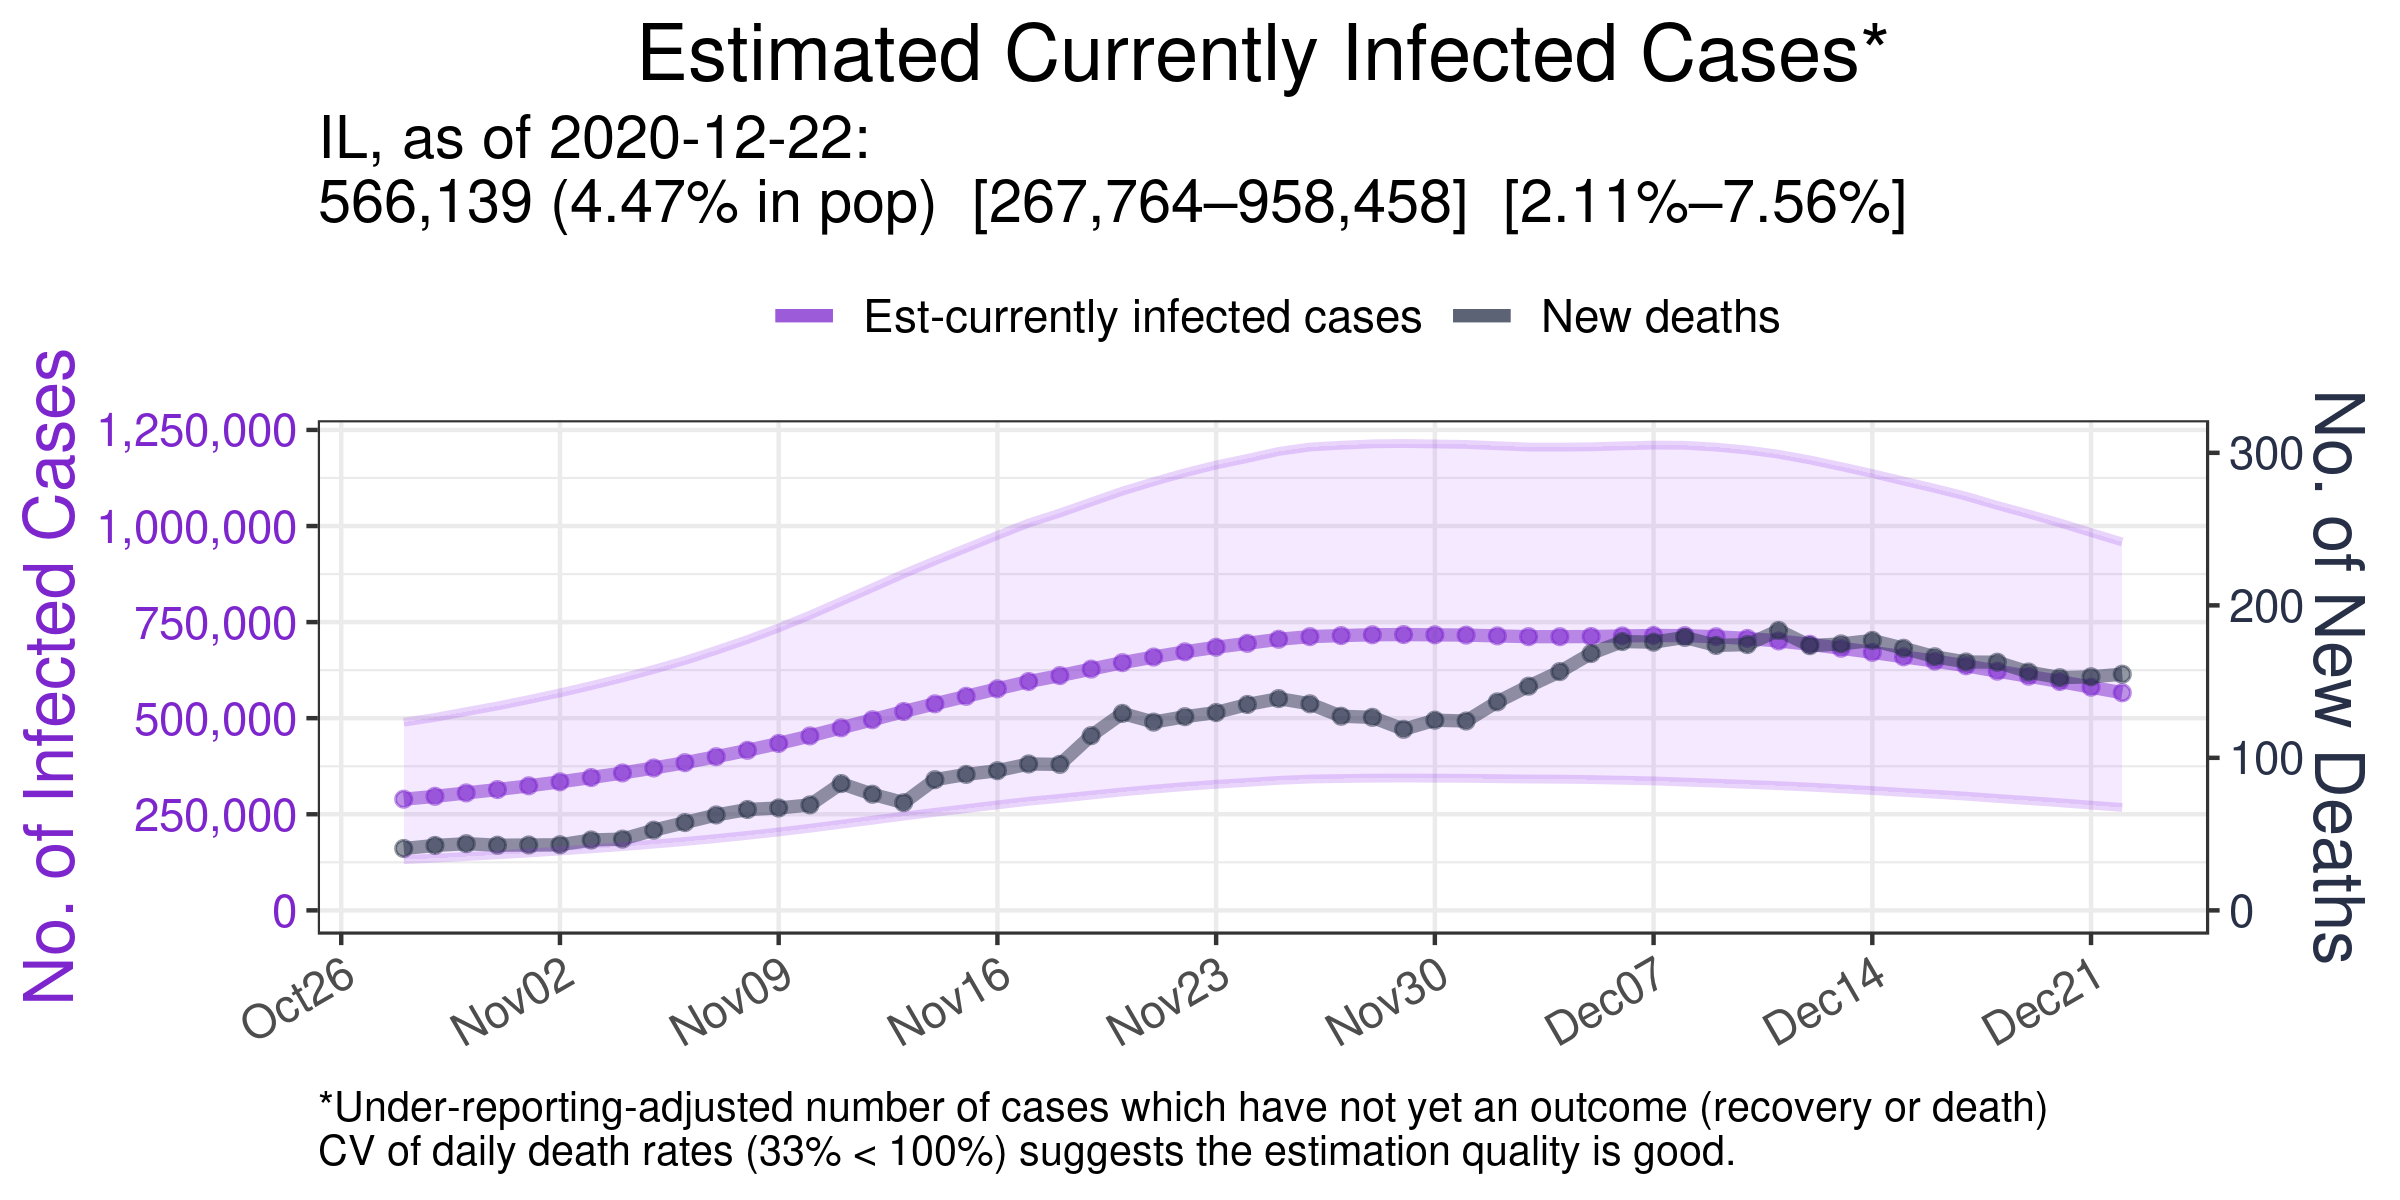 Estimated Currently Infected Cases*
IL, as of 2020-12-22:
566,139 (4.47% in pop)  [267,764–958,458]  [2.11%–7.56%]
Est-currently infected cases
New deaths
No. of Infected Cases
1,250,000
1,000,000
750,000
500,000
250,000
0
300
200
100
0
No. of New Deaths
Oct26
Nov02
Nov09
Nov16
Nov23
Nov30
Dec07
Dec14
Dec21
*Under-reporting-adjusted number of cases which have not yet an outcome (recovery or death)
CV of daily death rates (33% < 100%) suggests the estimation quality is good.